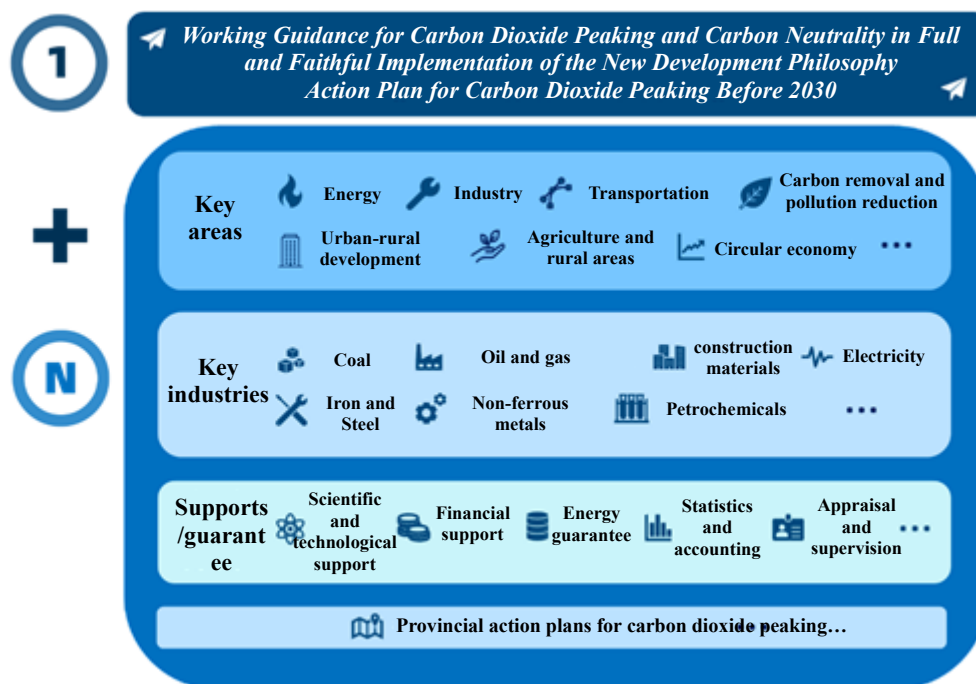 1
Working Guidance for Carbon Dioxide Peaking and Carbon Neutrality in Full
and Faithful Implementation of the New Development Philosophy
Action Plan for Carbon Dioxide Peaking Before 2030
+
N
Key
areas
Energy
Industry
Transportation
Carbon removal and
pollution reduction
Urban-rural
development
Agriculture and
rural areas
Circular economy
...
Key
industries
Coal
Oil and gas
construction
materials
Electricity
Iron and
Steel
Non-ferrous
metals
Petrochemicals
...
Supports
/guarant
ee
Scientific
and
technological
support
Financial
support
Energy
guarantee
Statistics
and
accounting
Appraisal
and
supervision
...
Provincial action plans for carbon dioxide peaking…